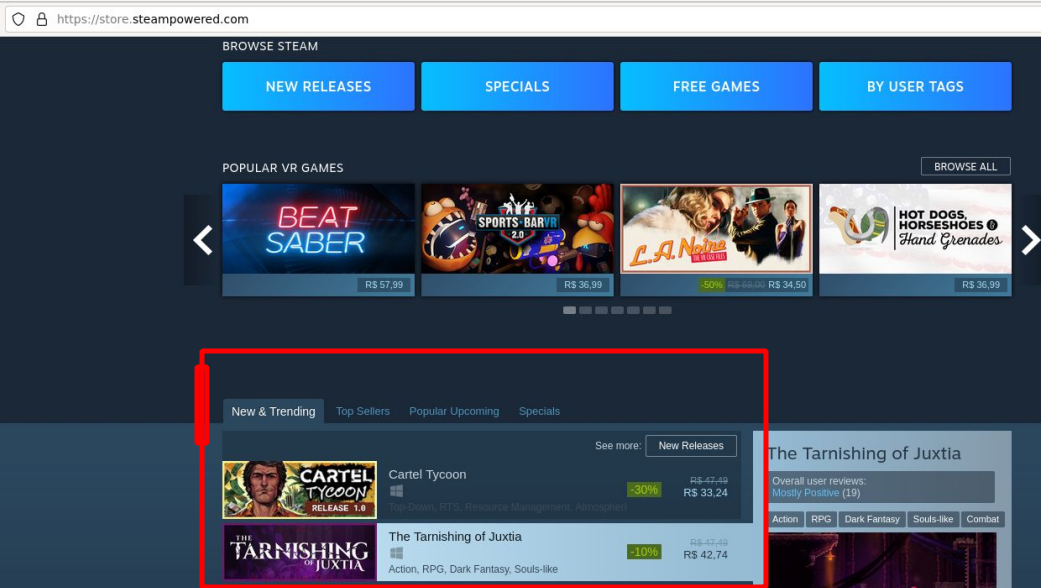 https://store.steampowered.com
BROWSE STEAM
NEW RELEASES SPECIALS FREE GAMES BY USER TAGS
POPULAR VR GAMES BROWSE ALL
BEAT SABER
SPORTS BAR VR 2.0
L.A. Noire
THE VR CASE FILES
HOT DOGS, HORSESHOES & Hand Grenades
R$ 57,99 R$ 36,99 -50% R$ 69,00 R$ 34,50 R$ 36,99
New & Trending Top Sellers Popular Upcoming Specials
See more: New Releases
CARTEL TYCOON
RELEASE 1.0
Cartel Tycoon
-30% R$ 47,49
R$ 33,24
Top-Down, RTS, Resource Management, Atmospheri
THE TARNISHING OF JUXTIA
The Tarnishing of Juxtia
-10% R$ 47,49
R$ 42,74
Action, RPG, Dark Fantasy, Souls-like
The Tarnishing of Juxtia
Overall user reviews:
Mostly Positive (19)
Action RPG Dark Fantasy Souls-like Combat